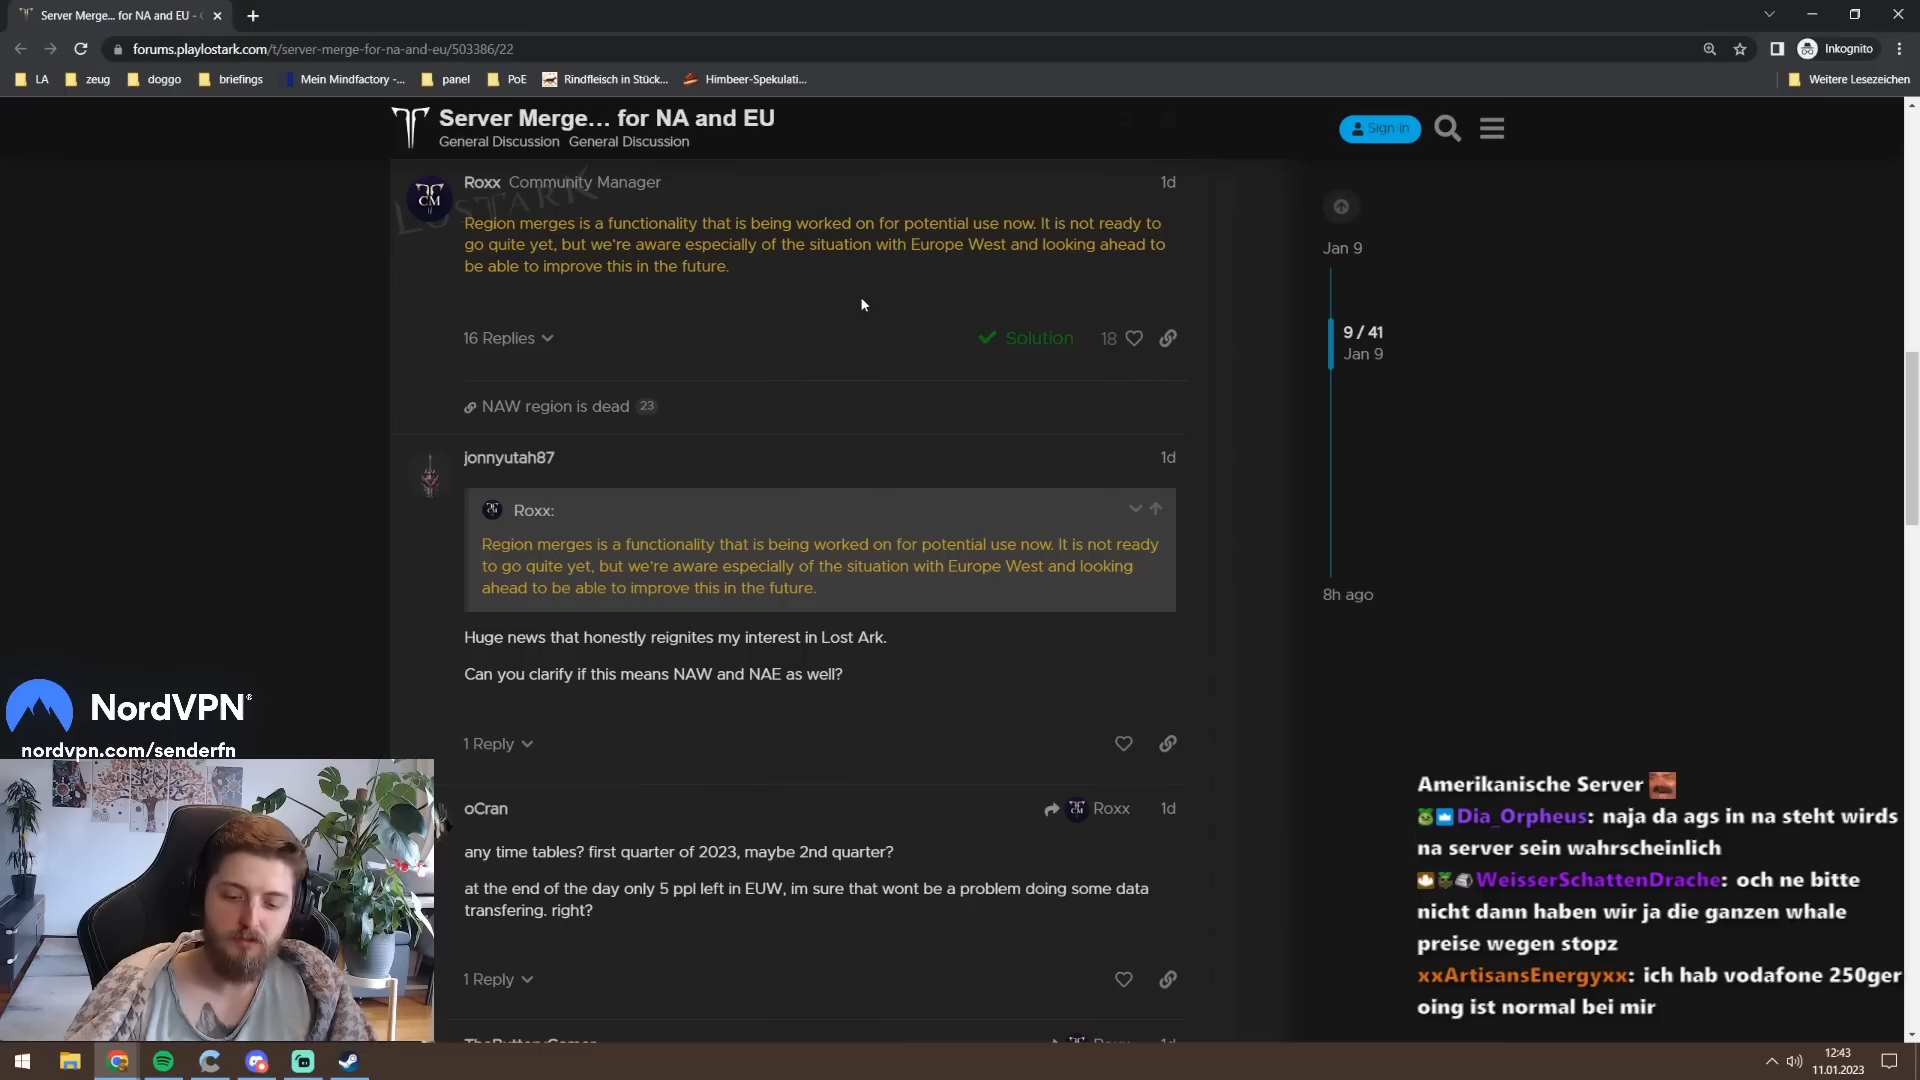 Server Merge... for NA and EU -
forums.playlostark.com/t/server-merge-for-na-and-eu/503386/22
Inkognito
LA
zeug
doggo
briefings
Mein Mindfactory -...
panel
PoE
Rindfleisch in Stück...
Himbeer-Spekulati...
Weitere Lesezeichen
Server Merge... for NA and EU
General Discussion General Discussion
Sign in
LOST ARK
CM
Roxx Community Manager
1d
Region merges is a functionality that is being worked on for potential use now. It is not ready to
go quite yet, but we're aware especially of the situation with Europe West and looking ahead to
be able to improve this in the future.
16 Replies
Solution
18
NAW region is dead 23
Jan 9
9 / 41
Jan 9
8h ago
jonnyutah87
1d
Roxx:
Region merges is a functionality that is being worked on for potential use now. It is not ready
to go quite yet, but we're aware especially of the situation with Europe West and looking
ahead to be able to improve this in the future.
Huge news that honestly reignites my interest in Lost Ark.
Can you clarify if this means NAW and NAE as well?
1 Reply
oCran
Roxx
1d
any time tables? first quarter of 2023, maybe 2nd quarter?
at the end of the day only 5 ppl left in EUW, im sure that wont be a problem doing some data
transfering. right?
1 Reply
NordVPN®
nordvpn.com/senderfn
Amerikanische Server
Dia_Orpheus: naja da ags in na steht wirds
na server sein wahrscheinlich
WeisserSchattenDrache: och ne bitte
nicht dann haben wir ja die ganzen whale
preise wegen stopz
xxArtisansEnergyxx: ich hab vodafone 250ger
oing ist normal bei mir
12:43
11.01.2023